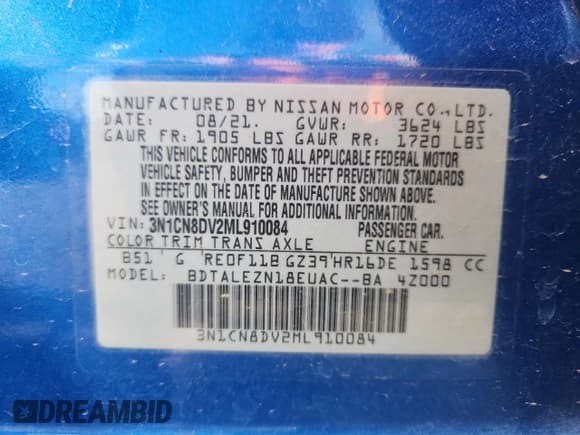 MANUFACTURED BY NISSAN MOTOR CO.,LTD.
DATE: 08/21. GVWR: 3624 LBS
GAWR FR: 1905 LBS GAWR RR: 1720 LBS
THIS VEHICLE CONFORMS TO ALL APPLICABLE FEDERAL MOTOR
VEHICLE SAFETY, BUMPER AND THEFT PREVENTION STANDARDS
IN EFFECT ON THE DATE OF MANUFACTURE SHOWN ABOVE.
SEE OWNER'S MANUAL FOR ADDITIONAL INFORMATION.
VIN: 3N1CN8DV2ML910084 PASSENGER CAR.
COLOR TRIM TRANS AXLE ENGINE
B51 G RE0F11B GZ39 HR16DE 1598 CC
BDTALEZN18EUAC--BA 4Z000
3N1CN8DV2ML910084
DREAMBID